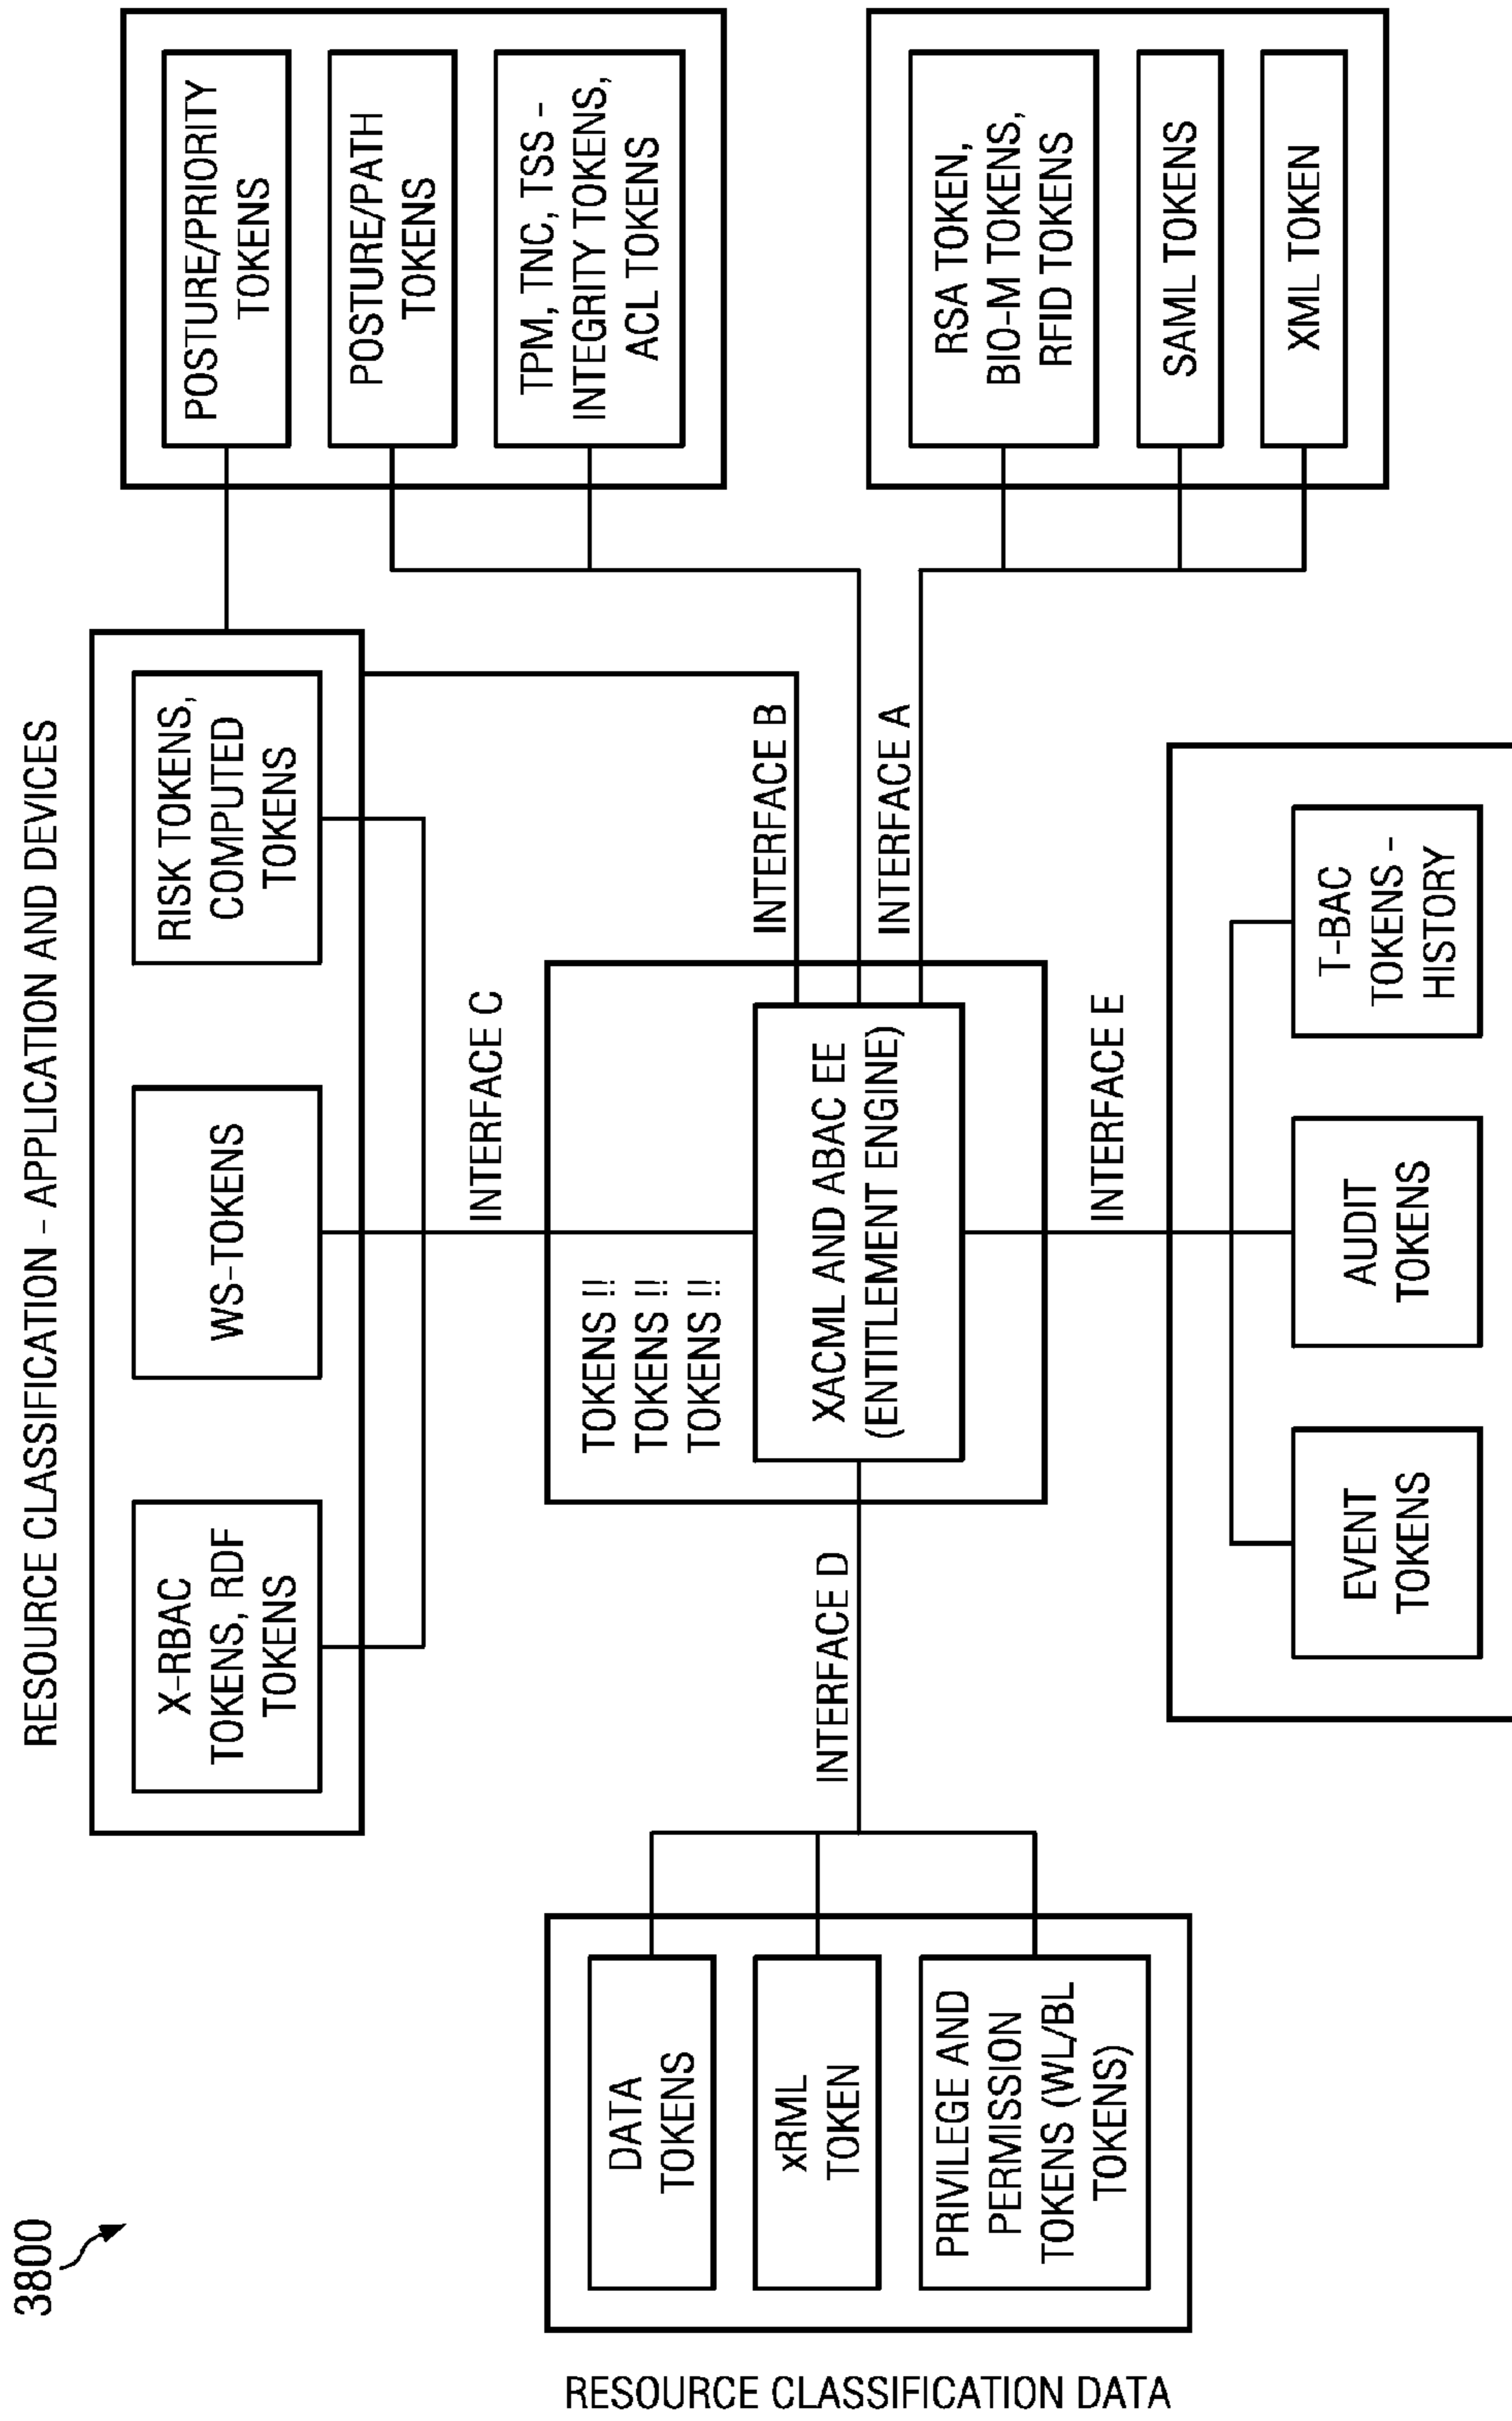 3800
RESOURCE CLASSIFICATION - APPLICATION AND DEVICES
X-RBAC
TOKENS, RDF
TOKENS
WS-TOKENS
RISK TOKENS,
COMPUTED
TOKENS
POSTURE/PRIORITY
TOKENS
POSTURE/PATH
TOKENS
TPM, TNC, TSS -
INTEGRITY TOKENS,
ACL TOKENS
INTERFACE C
INTERFACE B
INTERFACE A
TOKENS !!
TOKENS !!
TOKENS !!
XACML AND ABAC EE
(ENTITLEMENT ENGINE)
INTERFACE D
INTERFACE E
DATA
TOKENS
xRML
TOKEN
PRIVILEGE AND
PERMISSION
TOKENS (WL/BL
TOKENS)
RESOURCE CLASSIFICATION DATA
RSA TOKEN,
BIO-M TOKENS,
RFID TOKENS
SAML TOKENS
XML TOKEN
EVENT
TOKENS
AUDIT
TOKENS
T-BAC
TOKENS -
HISTORY